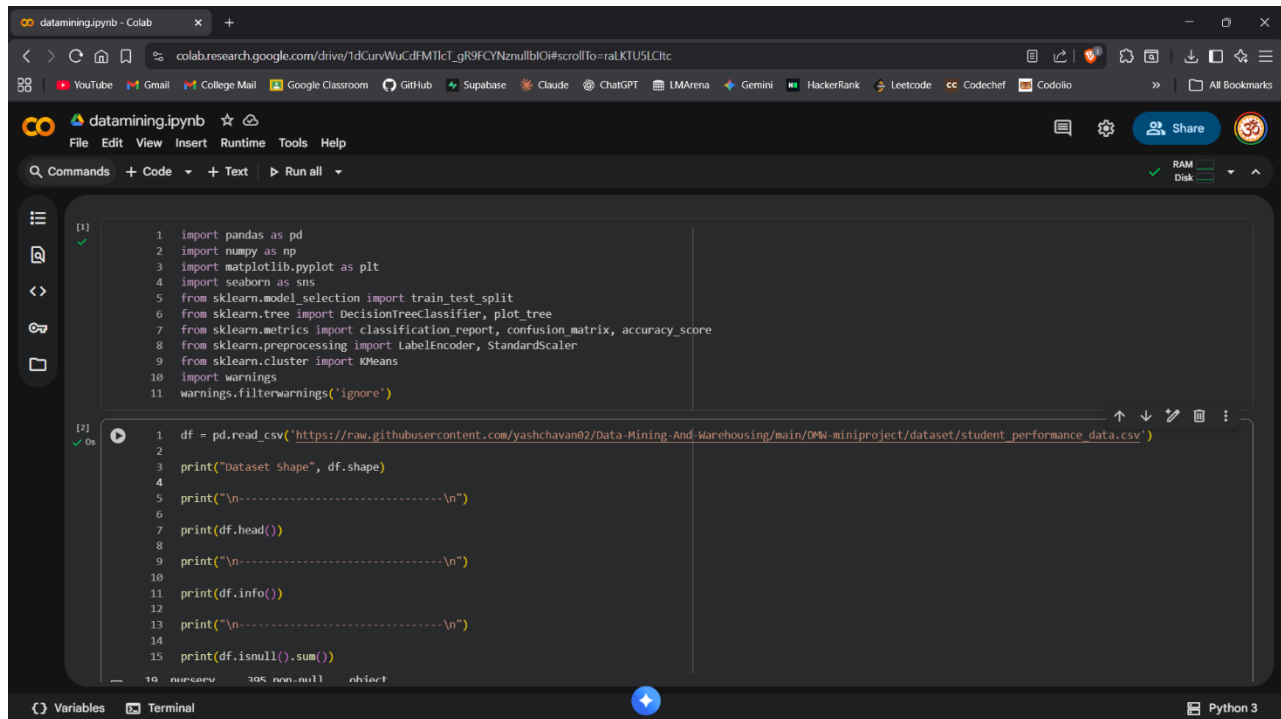 datamining.ipynb - Colab
colab.research.google.com/drive/1dCurvWuCdFMTlcT_gR9FCYNznullbIOi#scrollTo=raLKTU5LCltc
YouTube Gmail College Mail Google Classroom GitHub Supabase Claude ChatGPT LMArena Gemini HackerRank Leetcode Codechef Codolio » All Bookmarks
datamining.ipynb
File Edit View Insert Runtime Tools Help
Share
Commands + Code + Text Run all
RAM
Disk
[1]
1 import pandas as pd
2 import numpy as np
3 import matplotlib.pyplot as plt
4 import seaborn as sns
5 from sklearn.model_selection import train_test_split
6 from sklearn.tree import DecisionTreeClassifier, plot_tree
7 from sklearn.metrics import classification_report, confusion_matrix, accuracy_score
8 from sklearn.preprocessing import LabelEncoder, StandardScaler
9 from sklearn.cluster import KMeans
10 import warnings
11 warnings.filterwarnings('ignore')
[2]
0s
1 df = pd.read_csv('https://raw.githubusercontent.com/yashchavan02/Data-Mining-And-Warehousing/main/DMW-miniproject/dataset/student_performance_data.csv')
2
3 print("Dataset Shape", df.shape)
4
5 print("\n--------------------------------\n")
6
7 print(df.head())
8
9 print("\n--------------------------------\n")
10
11 print(df.info())
12
13 print("\n--------------------------------\n")
14
15 print(df.isnull().sum())
19 nursery 395 non-null object
Variables Terminal
Python 3